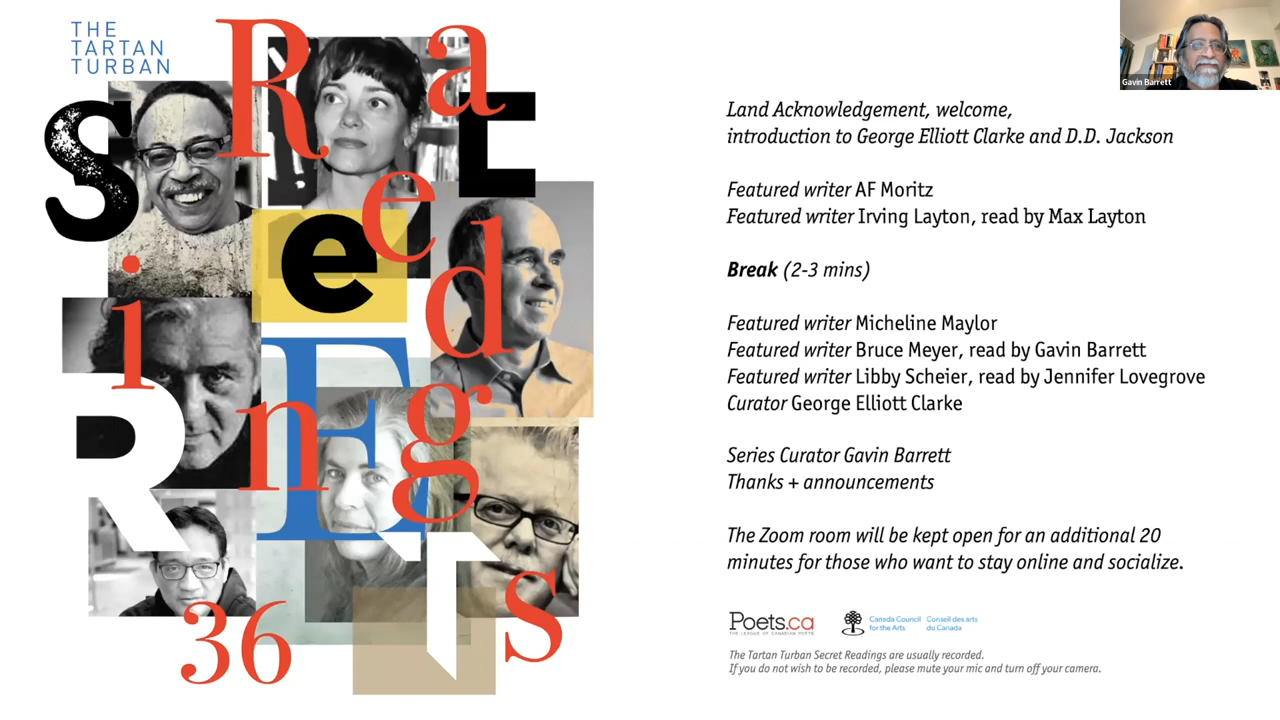 THE
TARTAN
TURBAN
SecREt
Readings
36
Gavin Barrett
Land Acknowledgement, welcome,
introduction to George Elliott Clarke and D.D. Jackson
Featured writer AF Moritz
Featured writer Irving Layton, read by Max Layton
Break (2-3 mins)
Featured writer Micheline Maylor
Featured writer Bruce Meyer, read by Gavin Barrett
Featured writer Libby Scheier, read by Jennifer Lovegrove
Curator George Elliott Clarke
Series Curator Gavin Barrett
Thanks + announcements
The Zoom room will be kept open for an additional 20
minutes for those who want to stay online and socialize.
Poets.ca
THE LEAGUE OF CANADIAN POETS
Canada Council
for the Arts
Conseil des arts
du Canada
The Tartan Turban Secret Readings are usually recorded.
If you do not wish to be recorded, please mute your mic and turn off your camera.